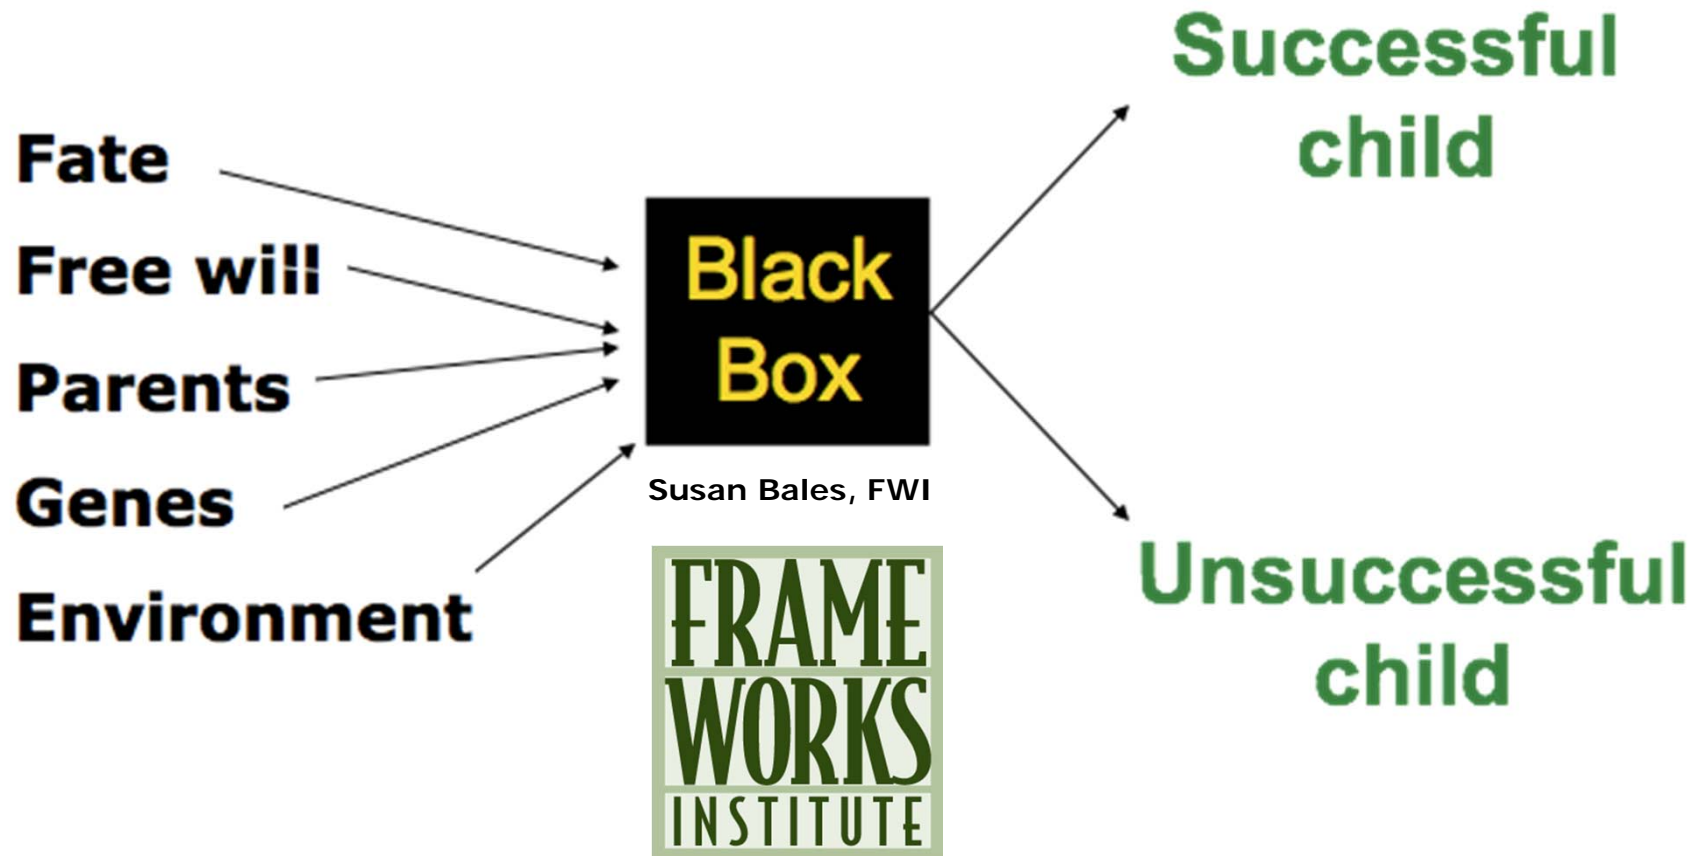 Fate
Free will
Parents
Genes
Environment
Black
Box
Susan Bales, FWI
FRAME
WORKS
INSTITUTE
Successful
child
Unsuccessful
child